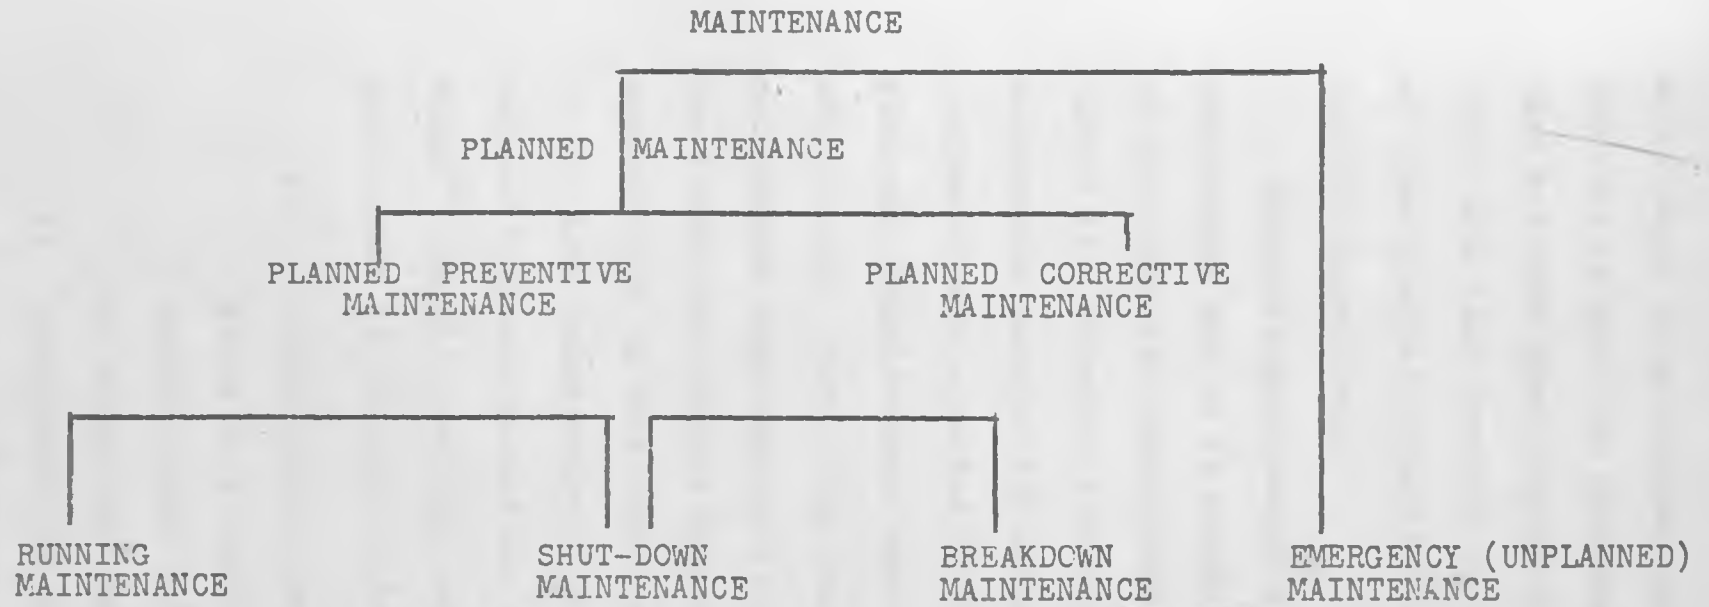 MAINTENANCE
PLANNED MAINTENANCE
PLANNED PREVENTIVE
MAINTENANCE
PLANNED CORRECTIVE
MAINTENANCE
RUNNING
MAINTENANCE
SHUT-DOWN
MAINTENANCE
BREAKDOWN
MAINTENANCE
EMERGENCY (UNPLANNED)
MAINTENANCE